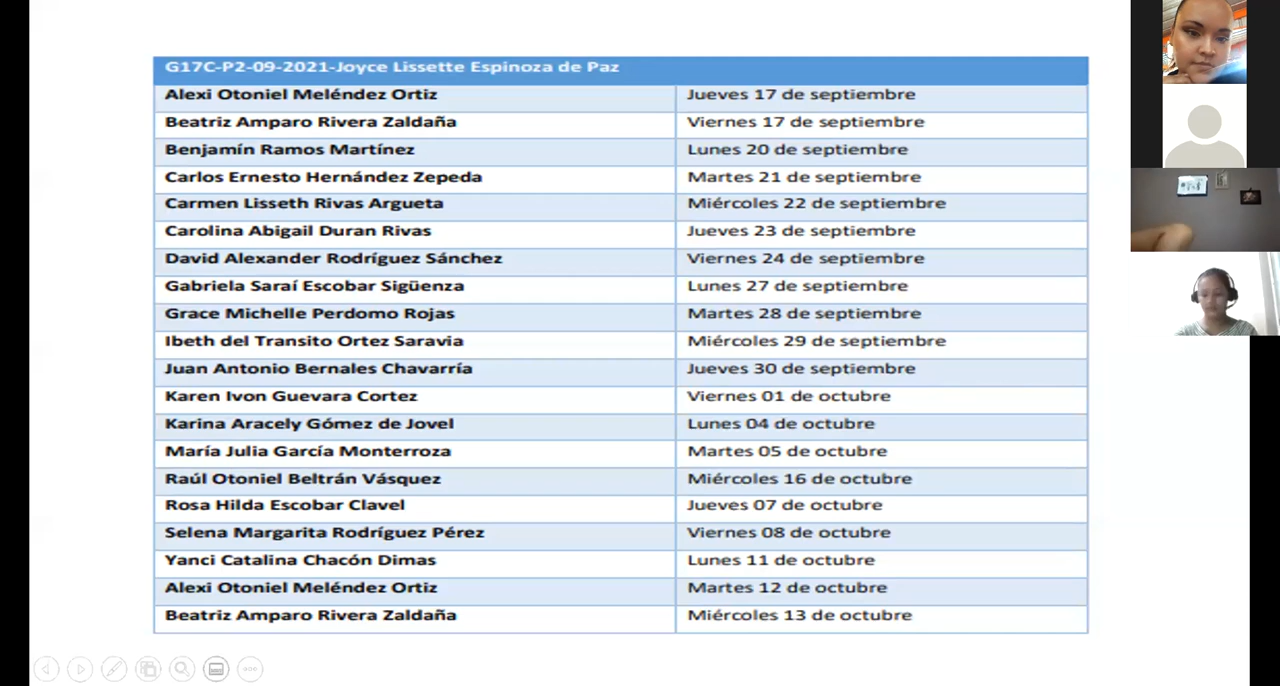 G17C-P2-09-2021-Joyce Lissette Espinoza de Paz
Alexi Otoniel Meléndez Ortiz Jueves 17 de septiembre
Beatriz Amparo Rivera Zaldaña Viernes 17 de septiembre
Benjamín Ramos Martínez Lunes 20 de septiembre
Carlos Ernesto Hernández Zepeda Martes 21 de septiembre
Carmen Lisseth Rivas Argueta Miércoles 22 de septiembre
Carolina Abigail Duran Rivas Jueves 23 de septiembre
David Alexander Rodríguez Sánchez Viernes 24 de septiembre
Gabriela Saraí Escobar Sigüenza Lunes 27 de septiembre
Grace Michelle Perdomo Rojas Martes 28 de septiembre
Ibeth del Transito Ortez Saravia Miércoles 29 de septiembre
Juan Antonio Bernales Chavarría Jueves 30 de septiembre
Karen Ivon Guevara Cortez Viernes 01 de octubre
Karina Aracely Gómez de Jovel Lunes 04 de octubre
María Julia García Monterroza Martes 05 de octubre
Raúl Otoniel Beltrán Vásquez Miércoles 16 de octubre
Rosa Hilda Escobar Clavel Jueves 07 de octubre
Selena Margarita Rodríguez Pérez Viernes 08 de octubre
Yanci Catalina Chacón Dimas Lunes 11 de octubre
Alexi Otoniel Meléndez Ortiz Martes 12 de octubre
Beatriz Amparo Rivera Zaldaña Miércoles 13 de octubre